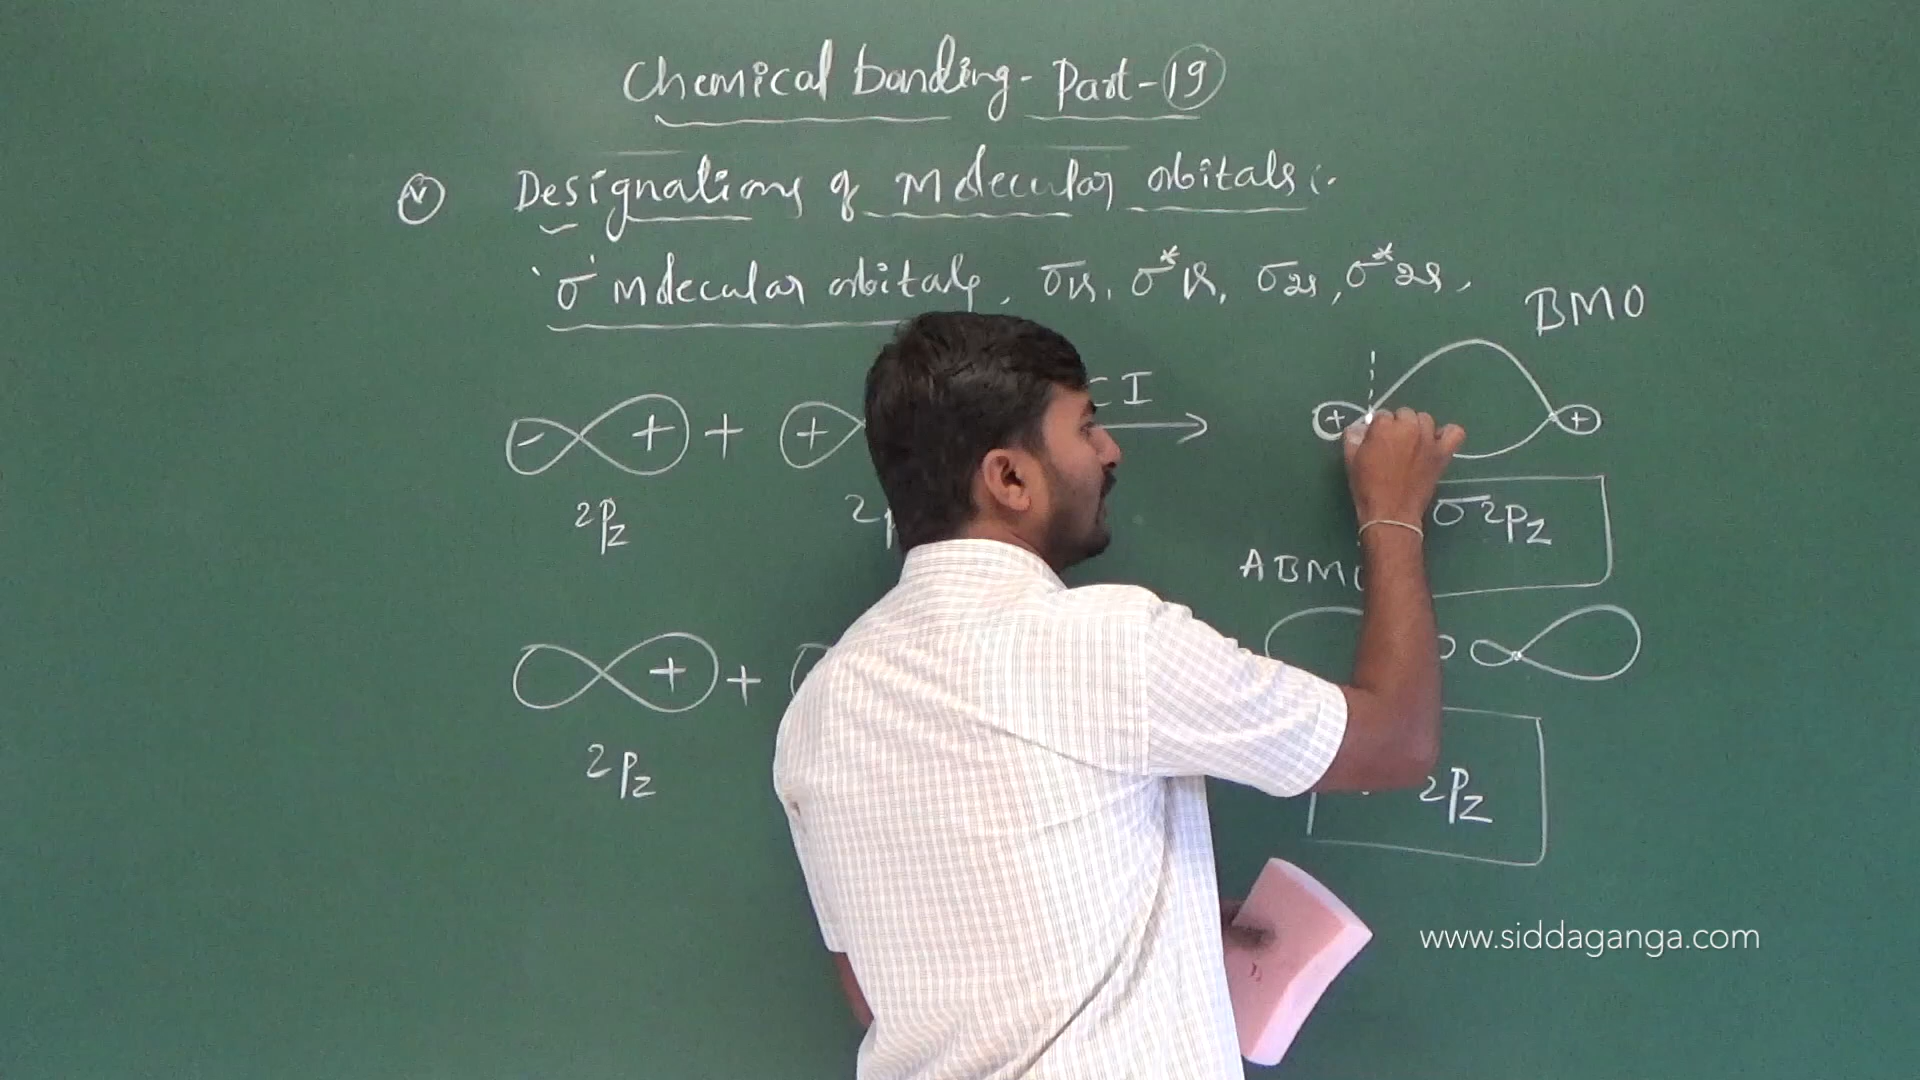 Chemical bonding - Part - 19
v Designations of Molecular orbitals :-
'σ' molecular orbitals, σ1s, σ*1s, σ2s, σ*2s,
BMO
CI
- + + + +
2Pz σ2Pz
ABM
+ +
2Pz 2Pz
www.siddaganga.com